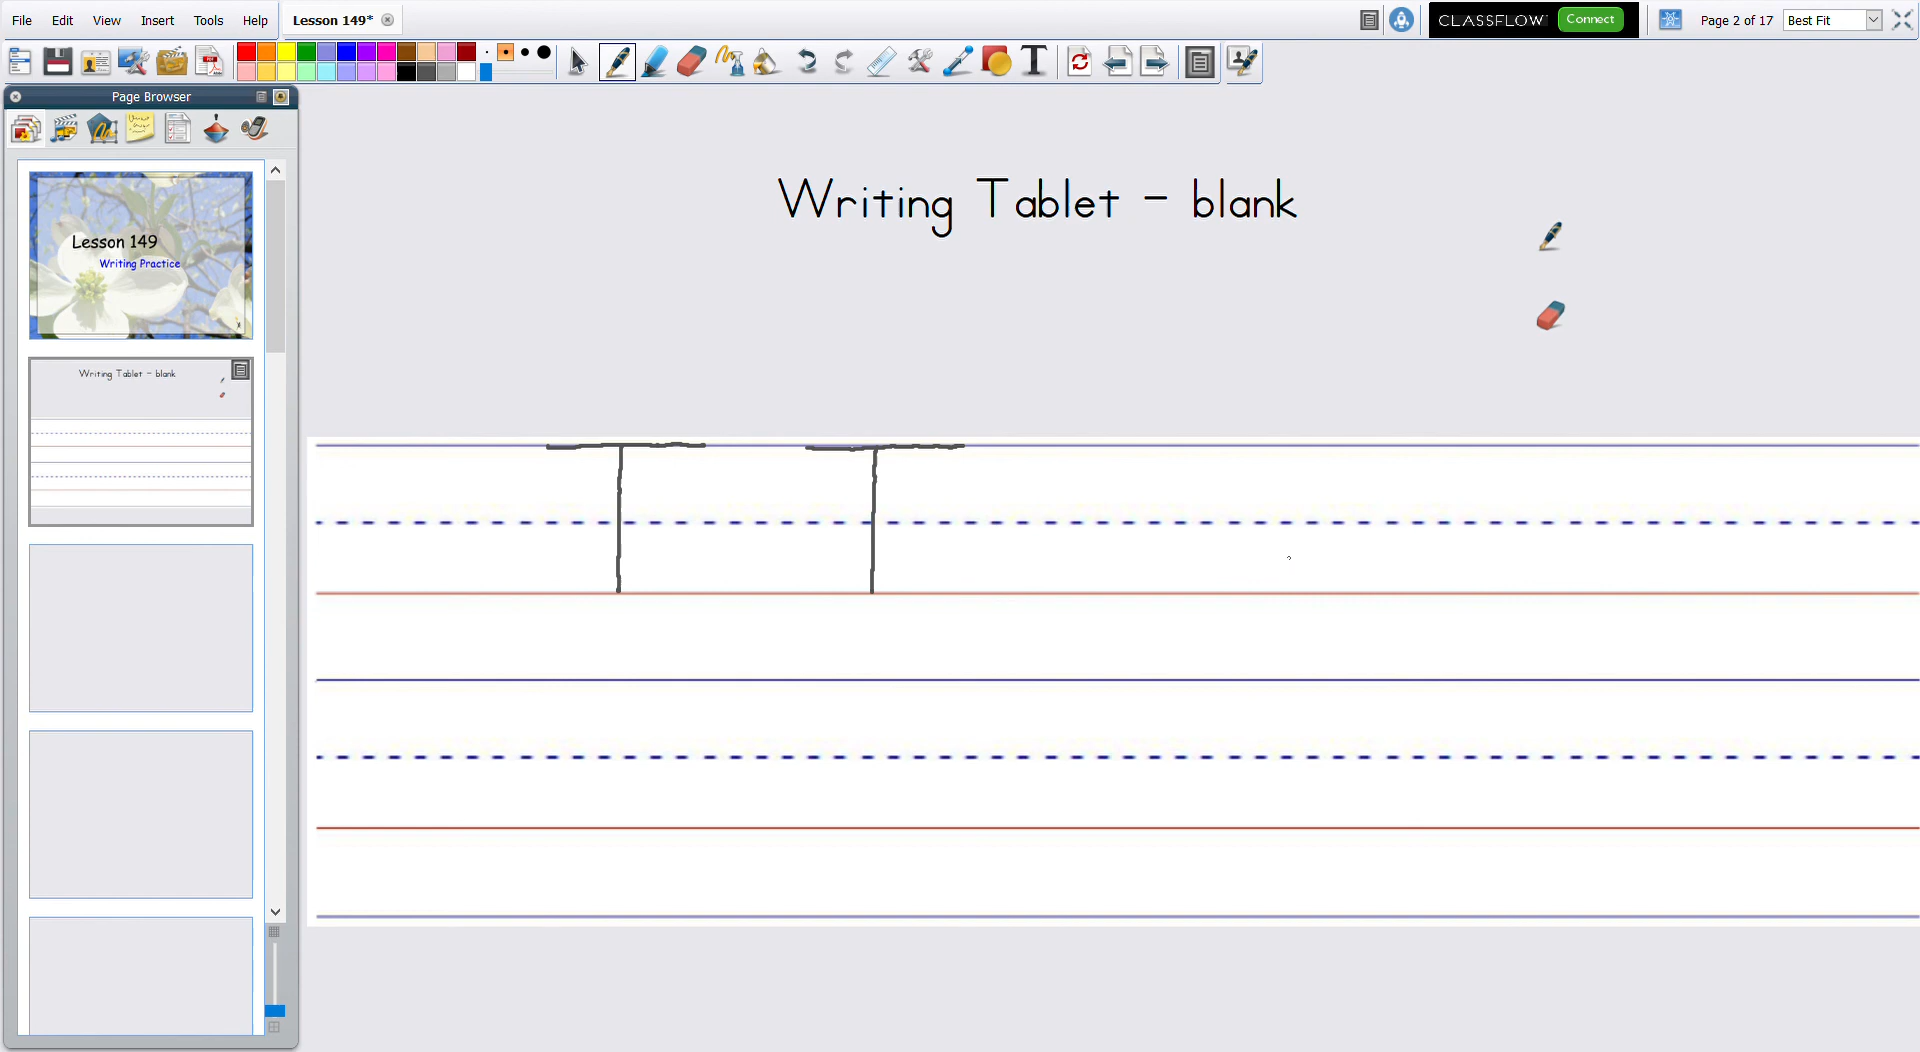 File Edit View Insert Tools Help Lesson 149* CLASSFLOW Connect Page 2 of 17 Best Fit
T
Page Browser
Lesson 149
Writing Practice
Writing Tablet - blank
Writing Tablet - blank
T T